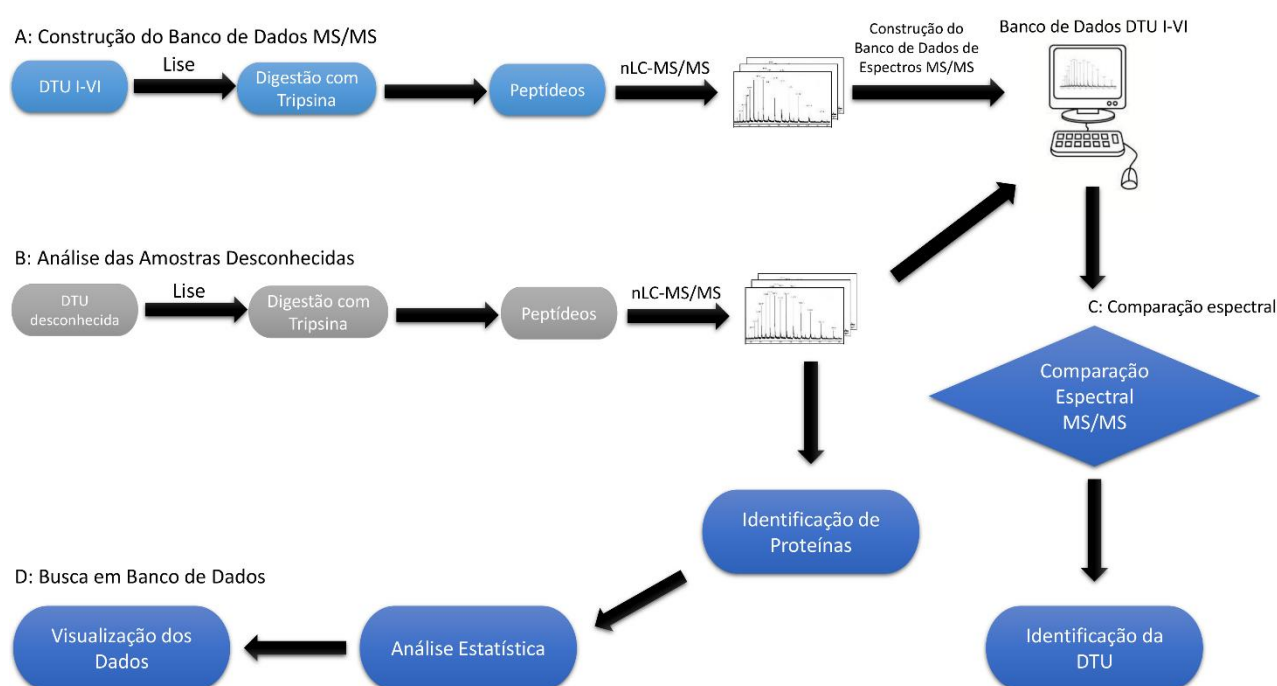 A: Construção do Banco de Dados MS/MS
DTU I-VI
Lise
Digestão com
Tripsina
Peptídeos
nLC-MS/MS
Construção do
Banco de Dados de
Espectros MS/MS
Banco de Dados DTU I-VI
B: Análise das Amostras Desconhecidas
DTU
desconhecida
Lise
Digestão com
Tripsina
Peptídeos
nLC-MS/MS
C: Comparação espectral
Comparação
Espectral
MS/MS
Identificação de
Proteínas
D: Busca em Banco de Dados
Visualização dos
Dados
Análise Estatística
Identificação da
DTU